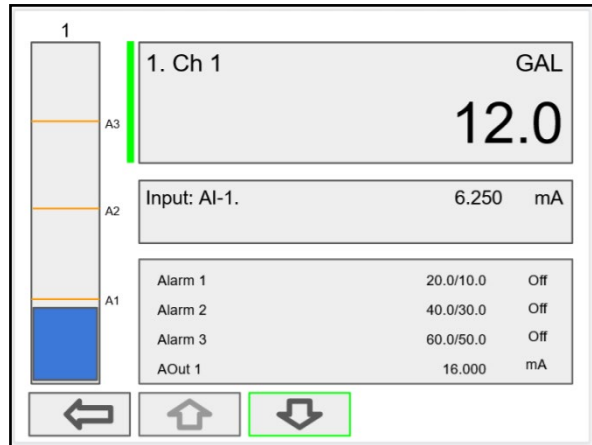 1
A3
A2
A1
1. Ch 1 GAL
12.0
Input: AI-1. 6.250 mA
Alarm 1 20.0/10.0 Off
Alarm 2 40.0/30.0 Off
Alarm 3 60.0/50.0 Off
AOut 1 16.000 mA